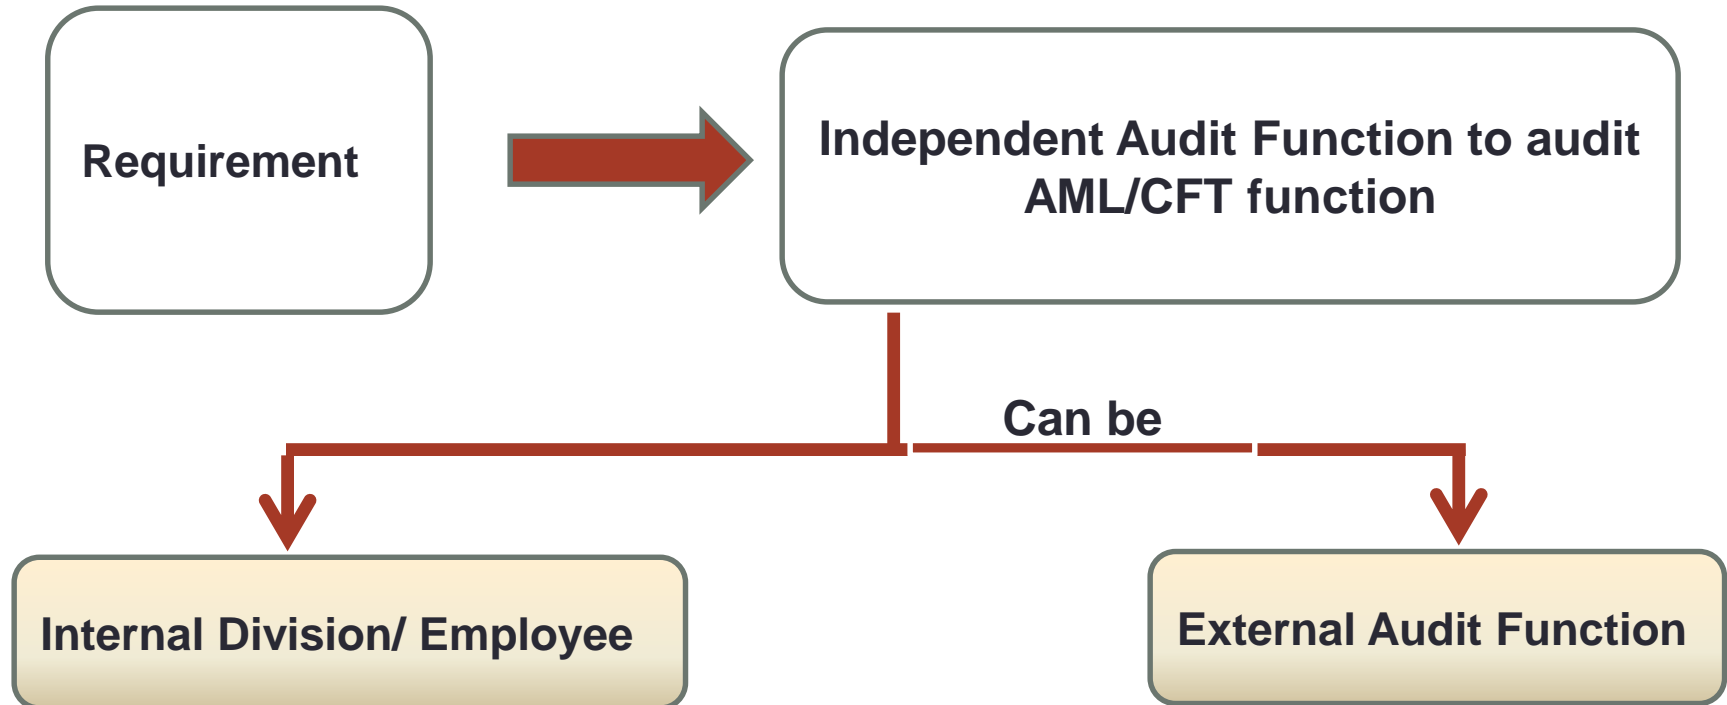 Requirement
Independent Audit Function to audit
AML/CFT function
Can be
Internal Division/ Employee
External Audit Function